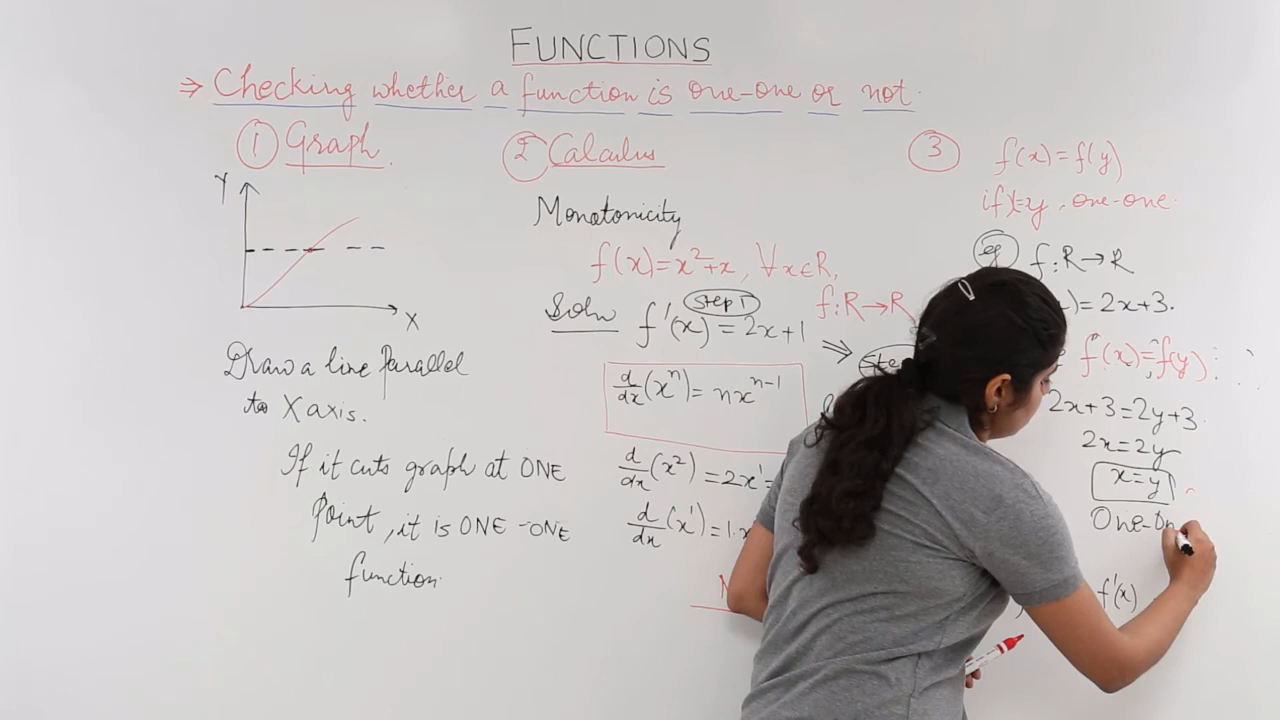 FUNCTIONS
⇒ Checking whether a function is one-one or not.
① Graph.
Y
X
Draw a line Parallel
to X axis.
If it cuts graph at ONE
Point, it is ONE-ONE
function.
② Calculus
Monotonicity
f(x)=x²+x, ∀x∈R,
f:R→R
Soln f'(x)=2x+1 ⇒
Step 1
d/dx(xⁿ)=nxⁿ⁻¹
d/dx(x²)=2x'=
d/dx(x')=1.x
③ f(x)=f(y)
if x=y, one-one.
eg f:R→R
)=2x+3.
f(x)=f(y)
2x+3=2y+3.
2x=2y
x=y
One-On
f'(x)